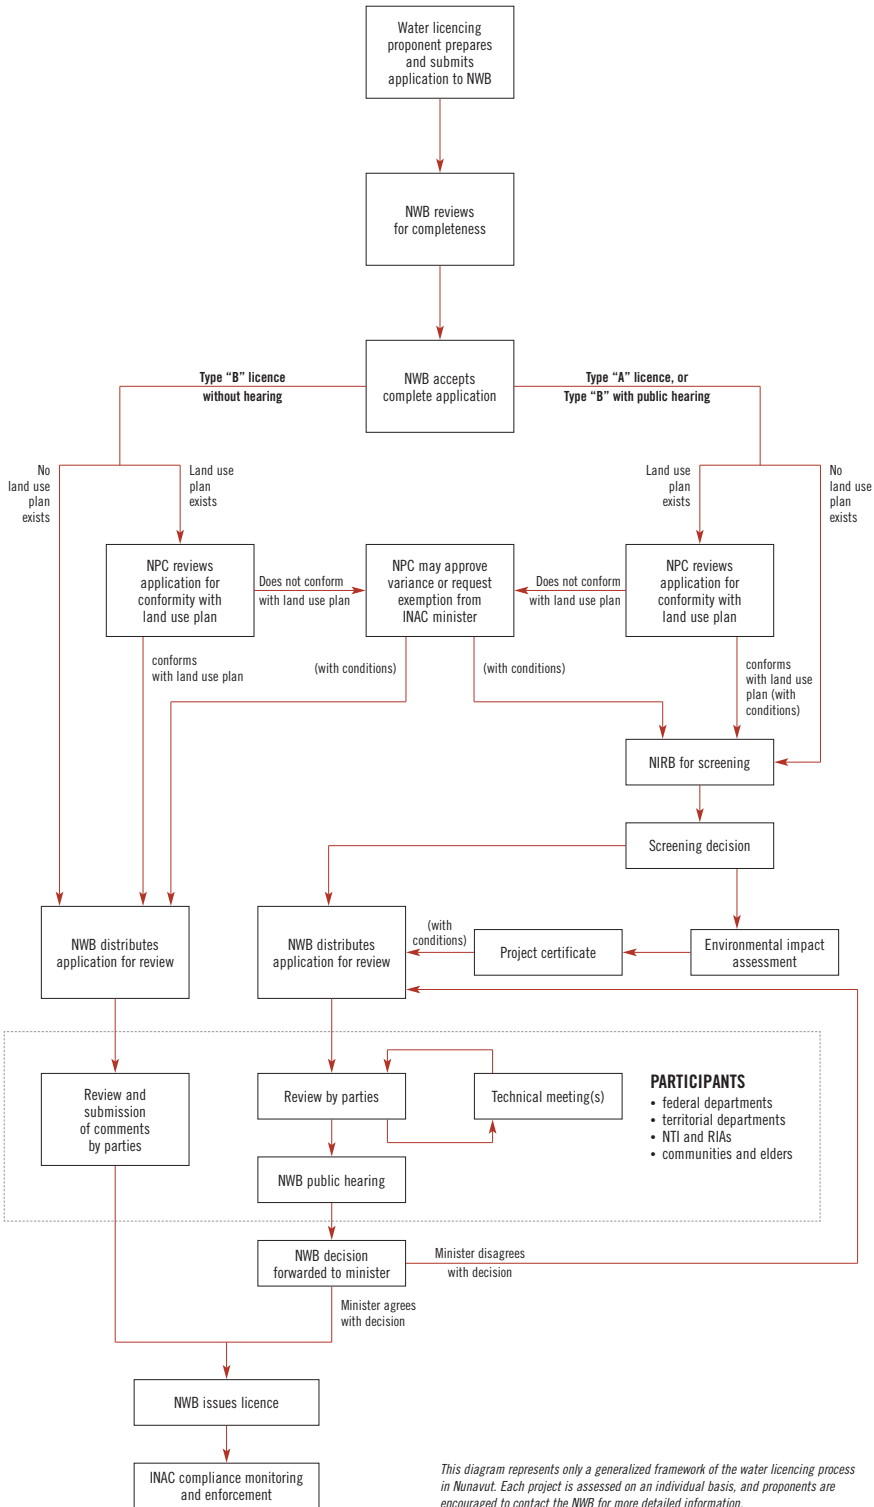 Water licencing
proponent prepares
and submits
application to NWB
NWB reviews
for completeness
NWB accepts
complete application
Type “B” licence
without hearing
Type “A” licence, or
Type “B” with public hearing
No
land use
plan
exists
Land use
plan
exists
Land use
plan
exists
No
land use
plan
exists
NPC reviews
application for
conformity with
land use plan
Does not conform
with land use plan
NPC may approve
variance or request
exemption from
INAC minister
Does not conform
with land use plan
NPC reviews
application for
conformity with
land use plan
conforms
with land use plan
(with conditions)
(with conditions)
conforms
with land use
plan (with
conditions)
NIRB for screening
Screening decision
NWB distributes
application for review
NWB distributes
application for review
(with
conditions)
Project certificate
Environmental impact
assessment
Review and
submission
of comments
by parties
Review by parties
Technical meeting(s)
PARTICIPANTS
• federal departments
• territorial departments
• NTI and RIAs
• communities and elders
NWB public hearing
NWB decision
forwarded to minister
Minister disagrees
with decision
Minister agrees
with decision
NWB issues licence
INAC compliance monitoring
and enforcement
This diagram represents only a generalized framework of the water licencing process
in Nunavut. Each project is assessed on an individual basis, and proponents are
encouraged to contact the NWB for more detailed information.